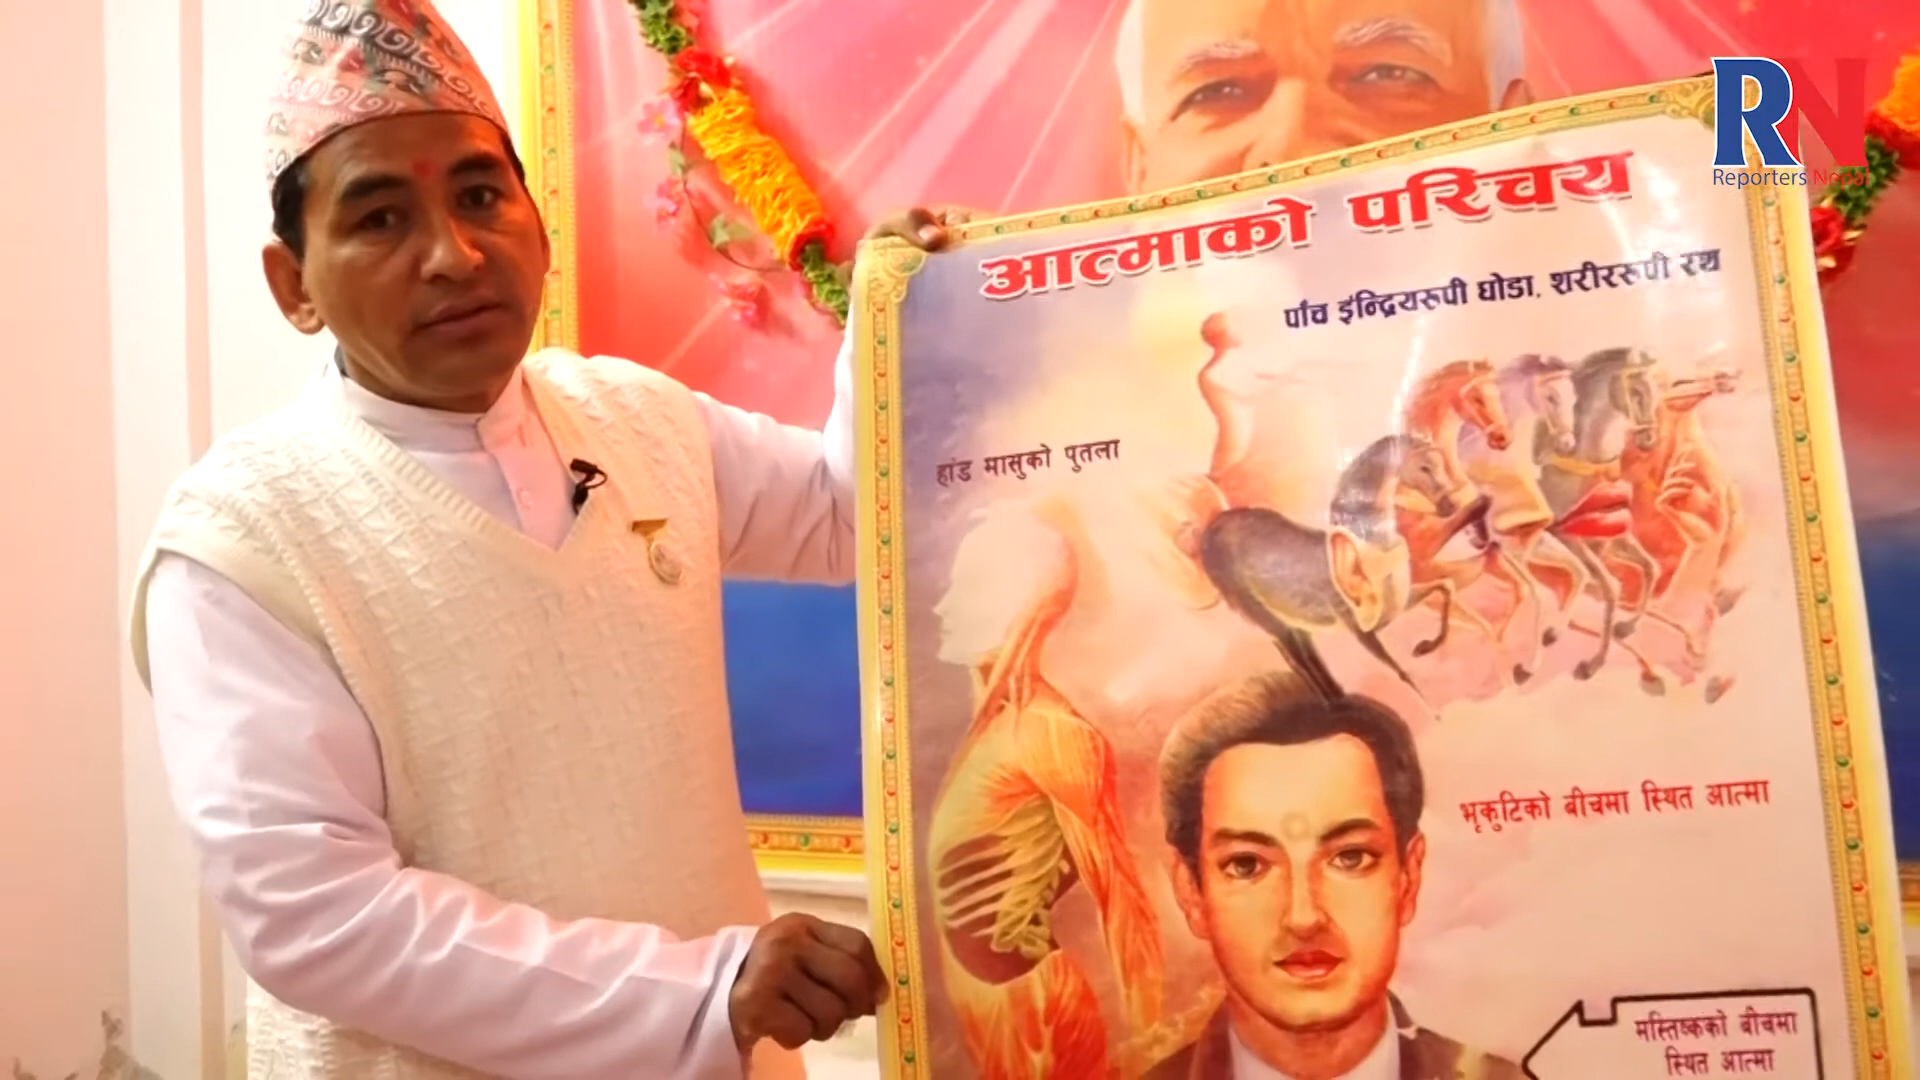 RN
Reporters Nepal
आत्माको परिचय
पाँच इन्द्रियरूपी घोडा, शरीररूपी रथ
हांड मासुको पुतला
भृकुटिको बीचमा स्थित आत्मा
मस्तिष्कको बीचमा
स्थित आत्मा